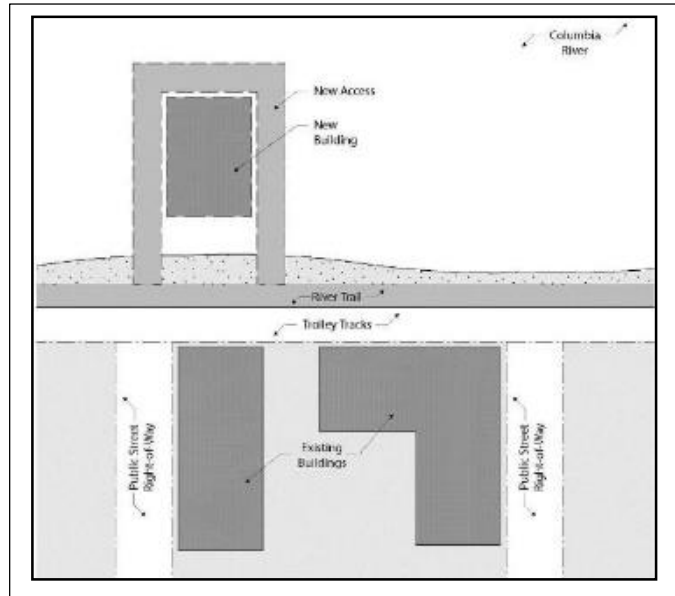 Columbia
River
New Access
New
Building
River Trail
Trolley Tracks
Public Street
Right-of-Way
Existing
Buildings
Public Street
Right-of-Way